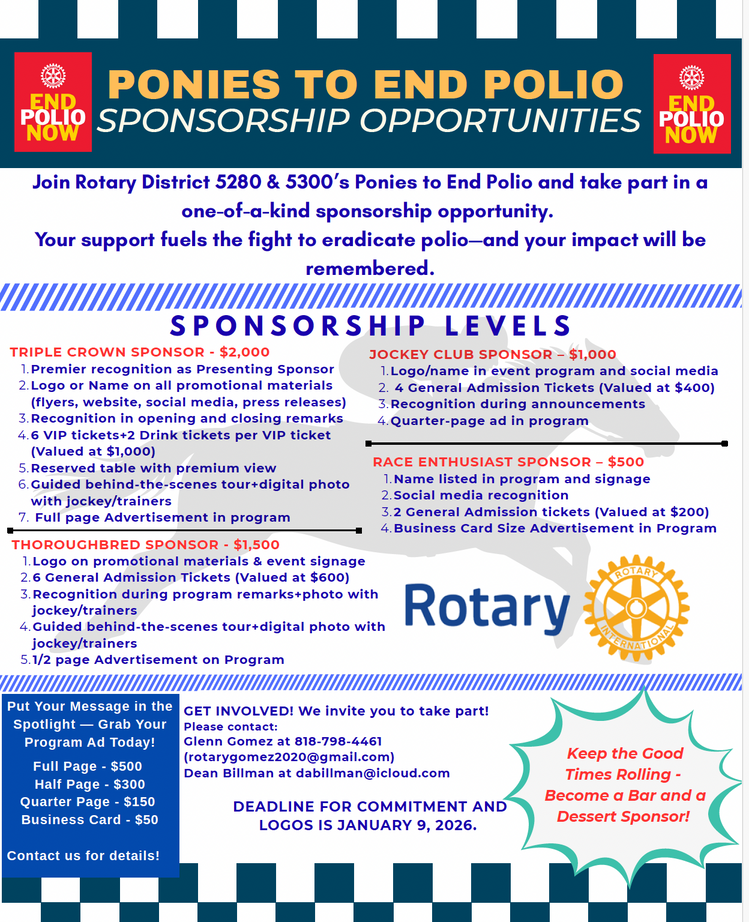 END
POLIO
NOW
PONIES TO END POLIO
SPONSORSHIP OPPORTUNITIES
END
POLIO
NOW
Join Rotary District 5280 & 5300's Ponies to End Polio and take part in a
one-of-a-kind sponsorship opportunity.
Your support fuels the fight to eradicate polio—and your impact will be
remembered.
SPONSORSHIP LEVELS
TRIPLE CROWN SPONSOR - $2,000
1. Premier recognition as Presenting Sponsor
2. Logo or Name on all promotional materials
(flyers, website, social media, press releases)
3. Recognition in opening and closing remarks
4. 6 VIP tickets+2 Drink tickets per VIP ticket
(Valued at $1,000)
5. Reserved table with premium view
6. Guided behind-the-scenes tour+digital photo
with jockey/trainers
7. Full page Advertisement in program
THOROUGHBRED SPONSOR - $1,500
1. Logo on promotional materials & event signage
2. 6 General Admission Tickets (Valued at $600)
3. Recognition during program remarks+photo with
jockey/trainers
4. Guided behind-the-scenes tour+digital photo with
jockey/trainers
5. 1/2 page Advertisement on Program
JOCKEY CLUB SPONSOR – $1,000
1. Logo/name in event program and social media
2. 4 General Admission Tickets (Valued at $400)
3. Recognition during announcements
4. Quarter-page ad in program
RACE ENTHUSIAST SPONSOR – $500
1. Name listed in program and signage
2. Social media recognition
3. 2 General Admission tickets (Valued at $200)
4. Business Card Size Advertisement in Program
Rotary
ROTARY
INTERNATIONAL
Put Your Message in the
Spotlight — Grab Your
Program Ad Today!
Full Page - $500
Half Page - $300
Quarter Page - $150
Business Card - $50
Contact us for details!
GET INVOLVED! We invite you to take part!
Please contact:
Glenn Gomez at 818-798-4461
(rotarygomez2020@gmail.com)
Dean Billman at dabillman@icloud.com
DEADLINE FOR COMMITMENT AND
LOGOS IS JANUARY 9, 2026.
Keep the Good
Times Rolling -
Become a Bar and a
Dessert Sponsor!